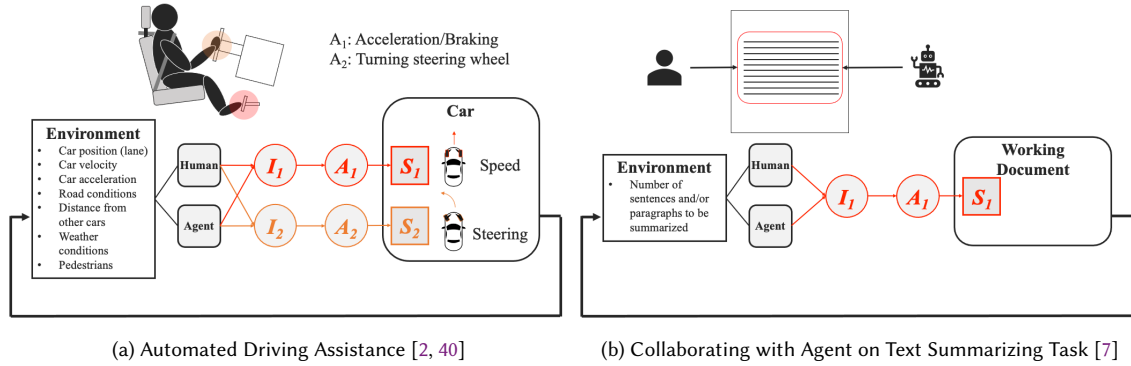 A1: Acceleration/Braking
A2: Turning steering wheel
Environment
• Car position (lane)
• Car velocity
• Car acceleration
• Road conditions
• Distance from
other cars
• Weather
conditions
• Pedestrians
Human
Agent
I1
A1
I2
A2
Car
S1
Speed
S2
Steering
(a) Automated Driving Assistance [2, 40]
Environment
• Number of
sentences and/or
paragraphs to be
summarized
Human
Agent
I1
A1
Working
Document
S1
(b) Collaborating with Agent on Text Summarizing Task [7]